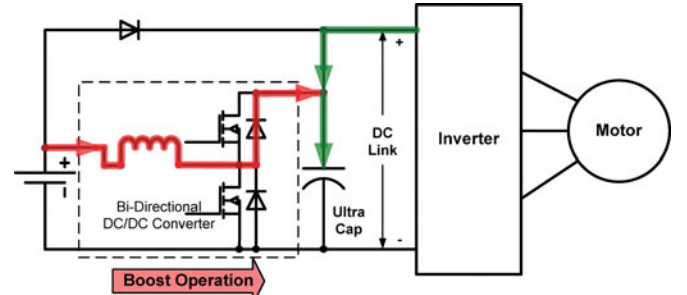 +
DC
Link
-
Inverter
Motor
+
-
Bi-Directional
DC/DC Converter
Ultra
Cap
Boost Operation